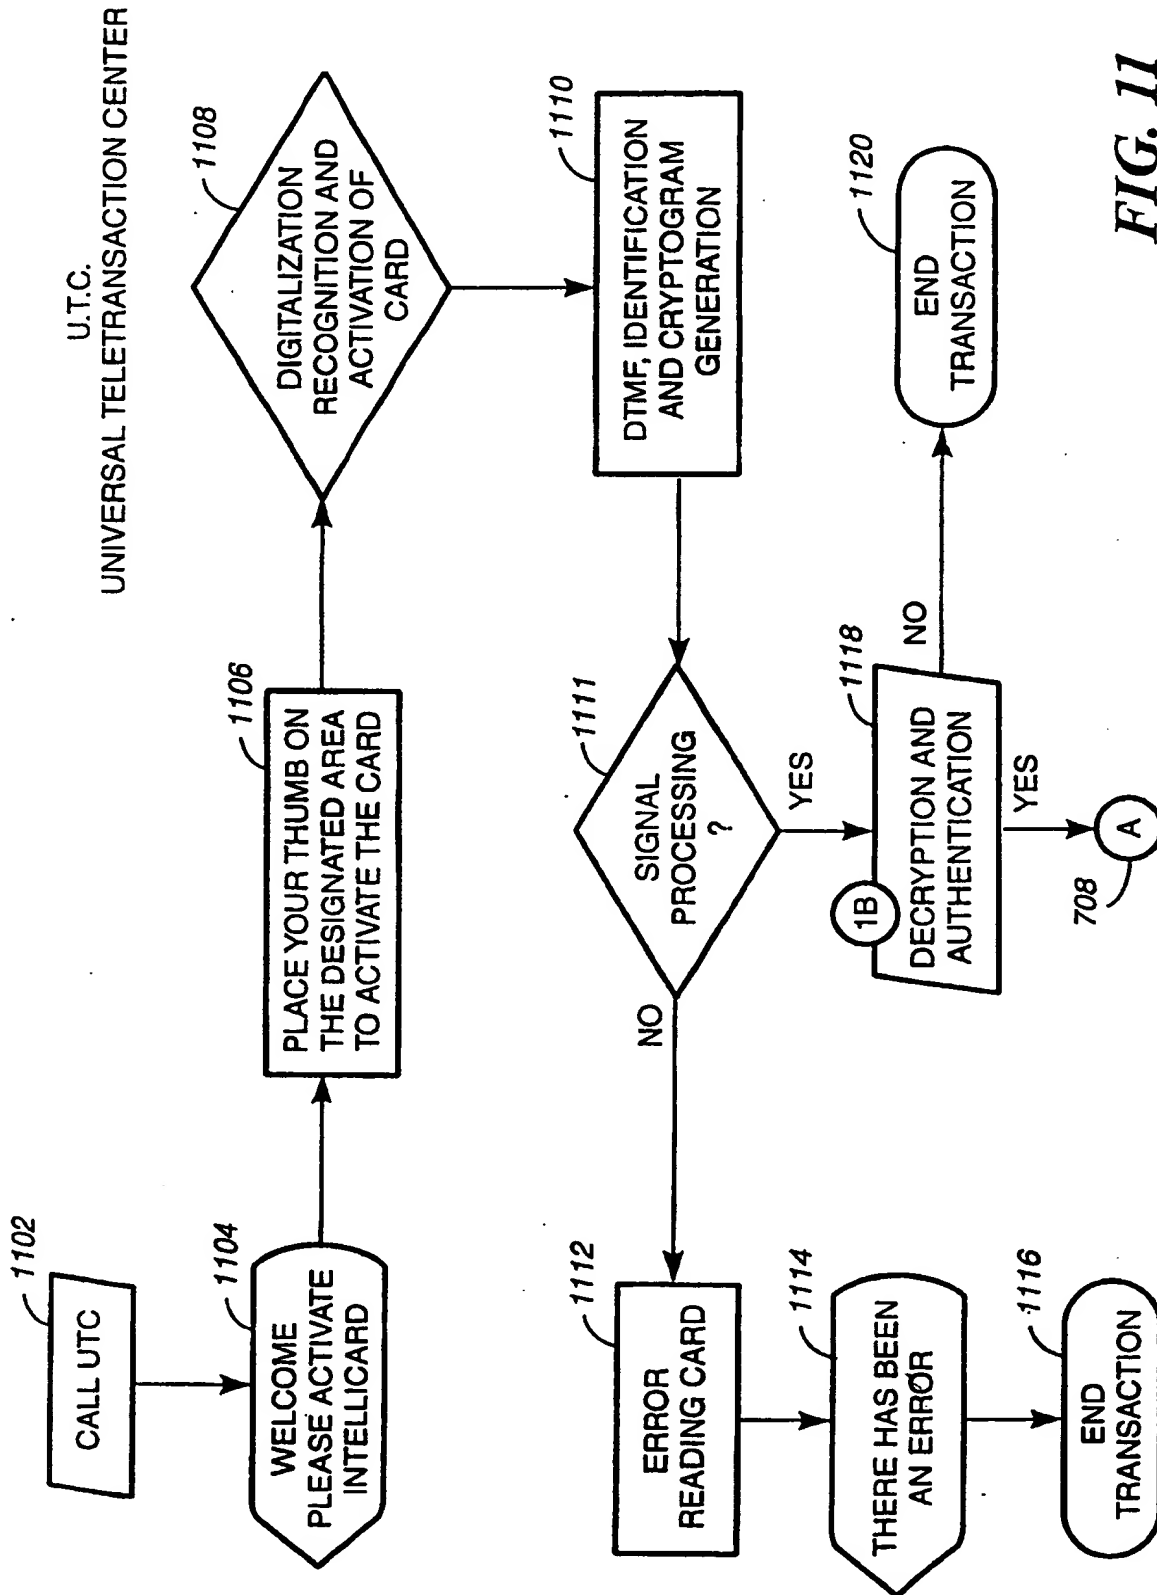 U.T.C.
UNIVERSAL TELETRANSACTION CENTER
1102
CALL UTC
1104
WELCOME
PLEASE ACTIVATE
INTELLICARD
1106
PLACE YOUR THUMB ON
THE DESIGNATED AREA
TO ACTIVATE THE CARD
1108
DIGITALIZATION
RECOGNITION AND
ACTIVATION OF
CARD
1110
DTMF, IDENTIFICATION
AND CRYPTOGRAM
GENERATION
1111
SIGNAL
PROCESSING
?
NO
YES
1112
ERROR
READING CARD
1114
THERE HAS BEEN
AN ERROR
1116
END
TRANSACTION
1B
1118
DECRYPTION AND
AUTHENTICATION
NO
YES
1120
END
TRANSACTION
A
708
FIG. 11